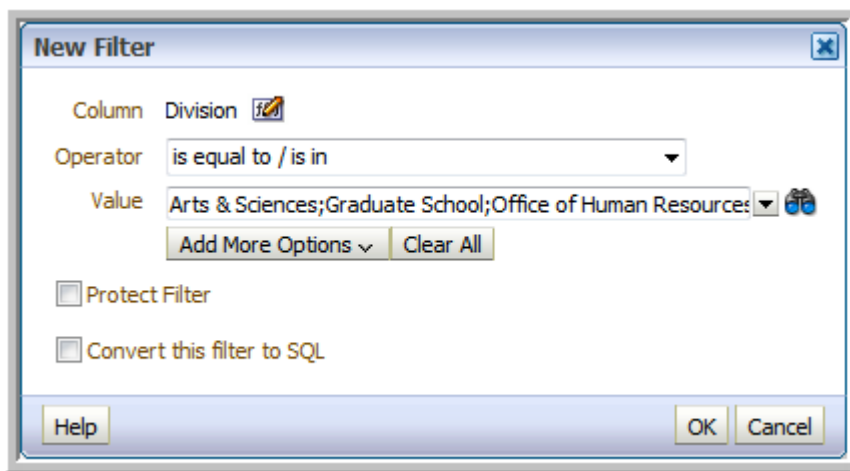 New Filter
Column Division
Operator is equal to / is in
Value Arts & Sciences;Graduate School;Office of Human Resources
Add More Options Clear All
Protect Filter
Convert this filter to SQL
Help OK Cancel